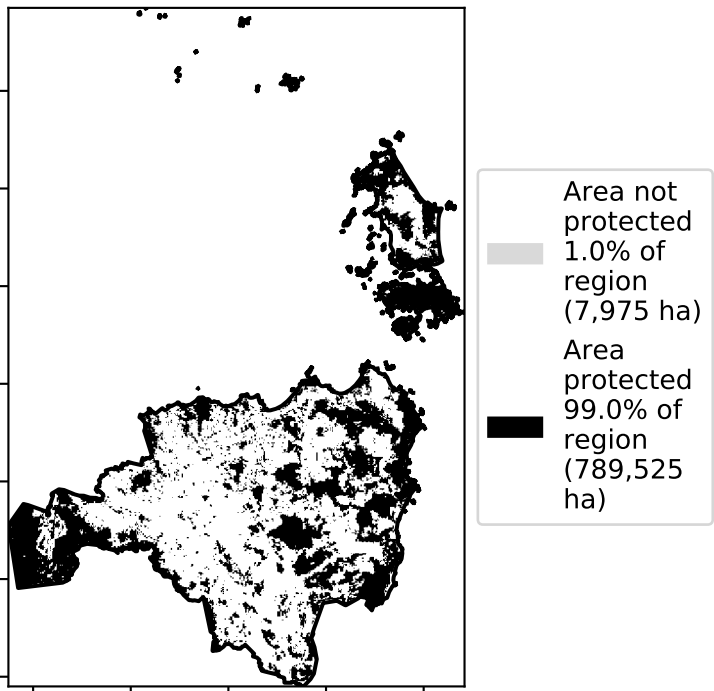 Area not
protected
1.0% of
region
(7,975 ha)
Area
protected
99.0% of
region
(789,525
ha)